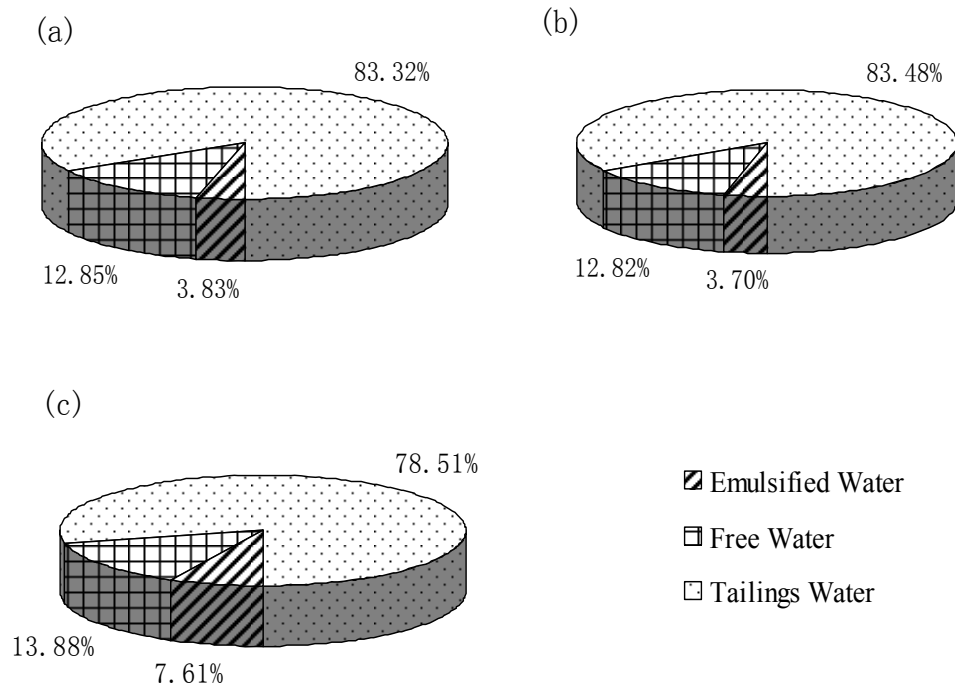 (a)
83.32%
12.85%
3.83%
(b)
83.48%
12.82%
3.70%
(c)
78.51%
13.88%
7.61%
Emulsified Water
Free Water
Tailings Water